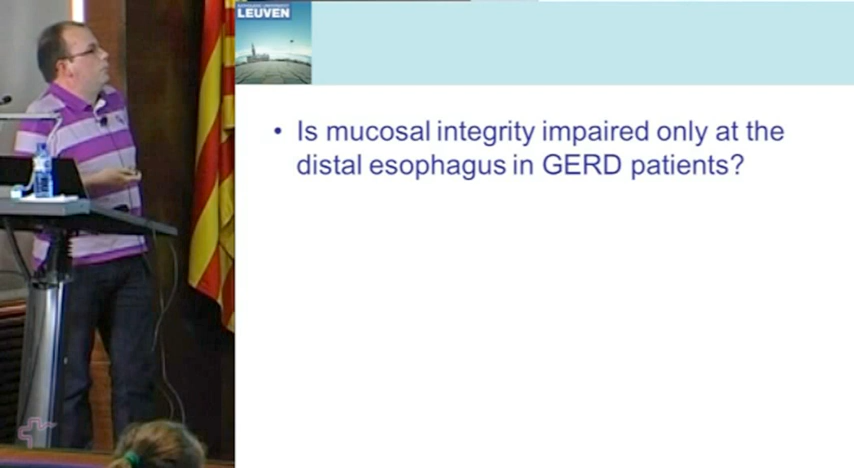 LEUVEN
• Is mucosal integrity impaired only at the
distal esophagus in GERD patients?